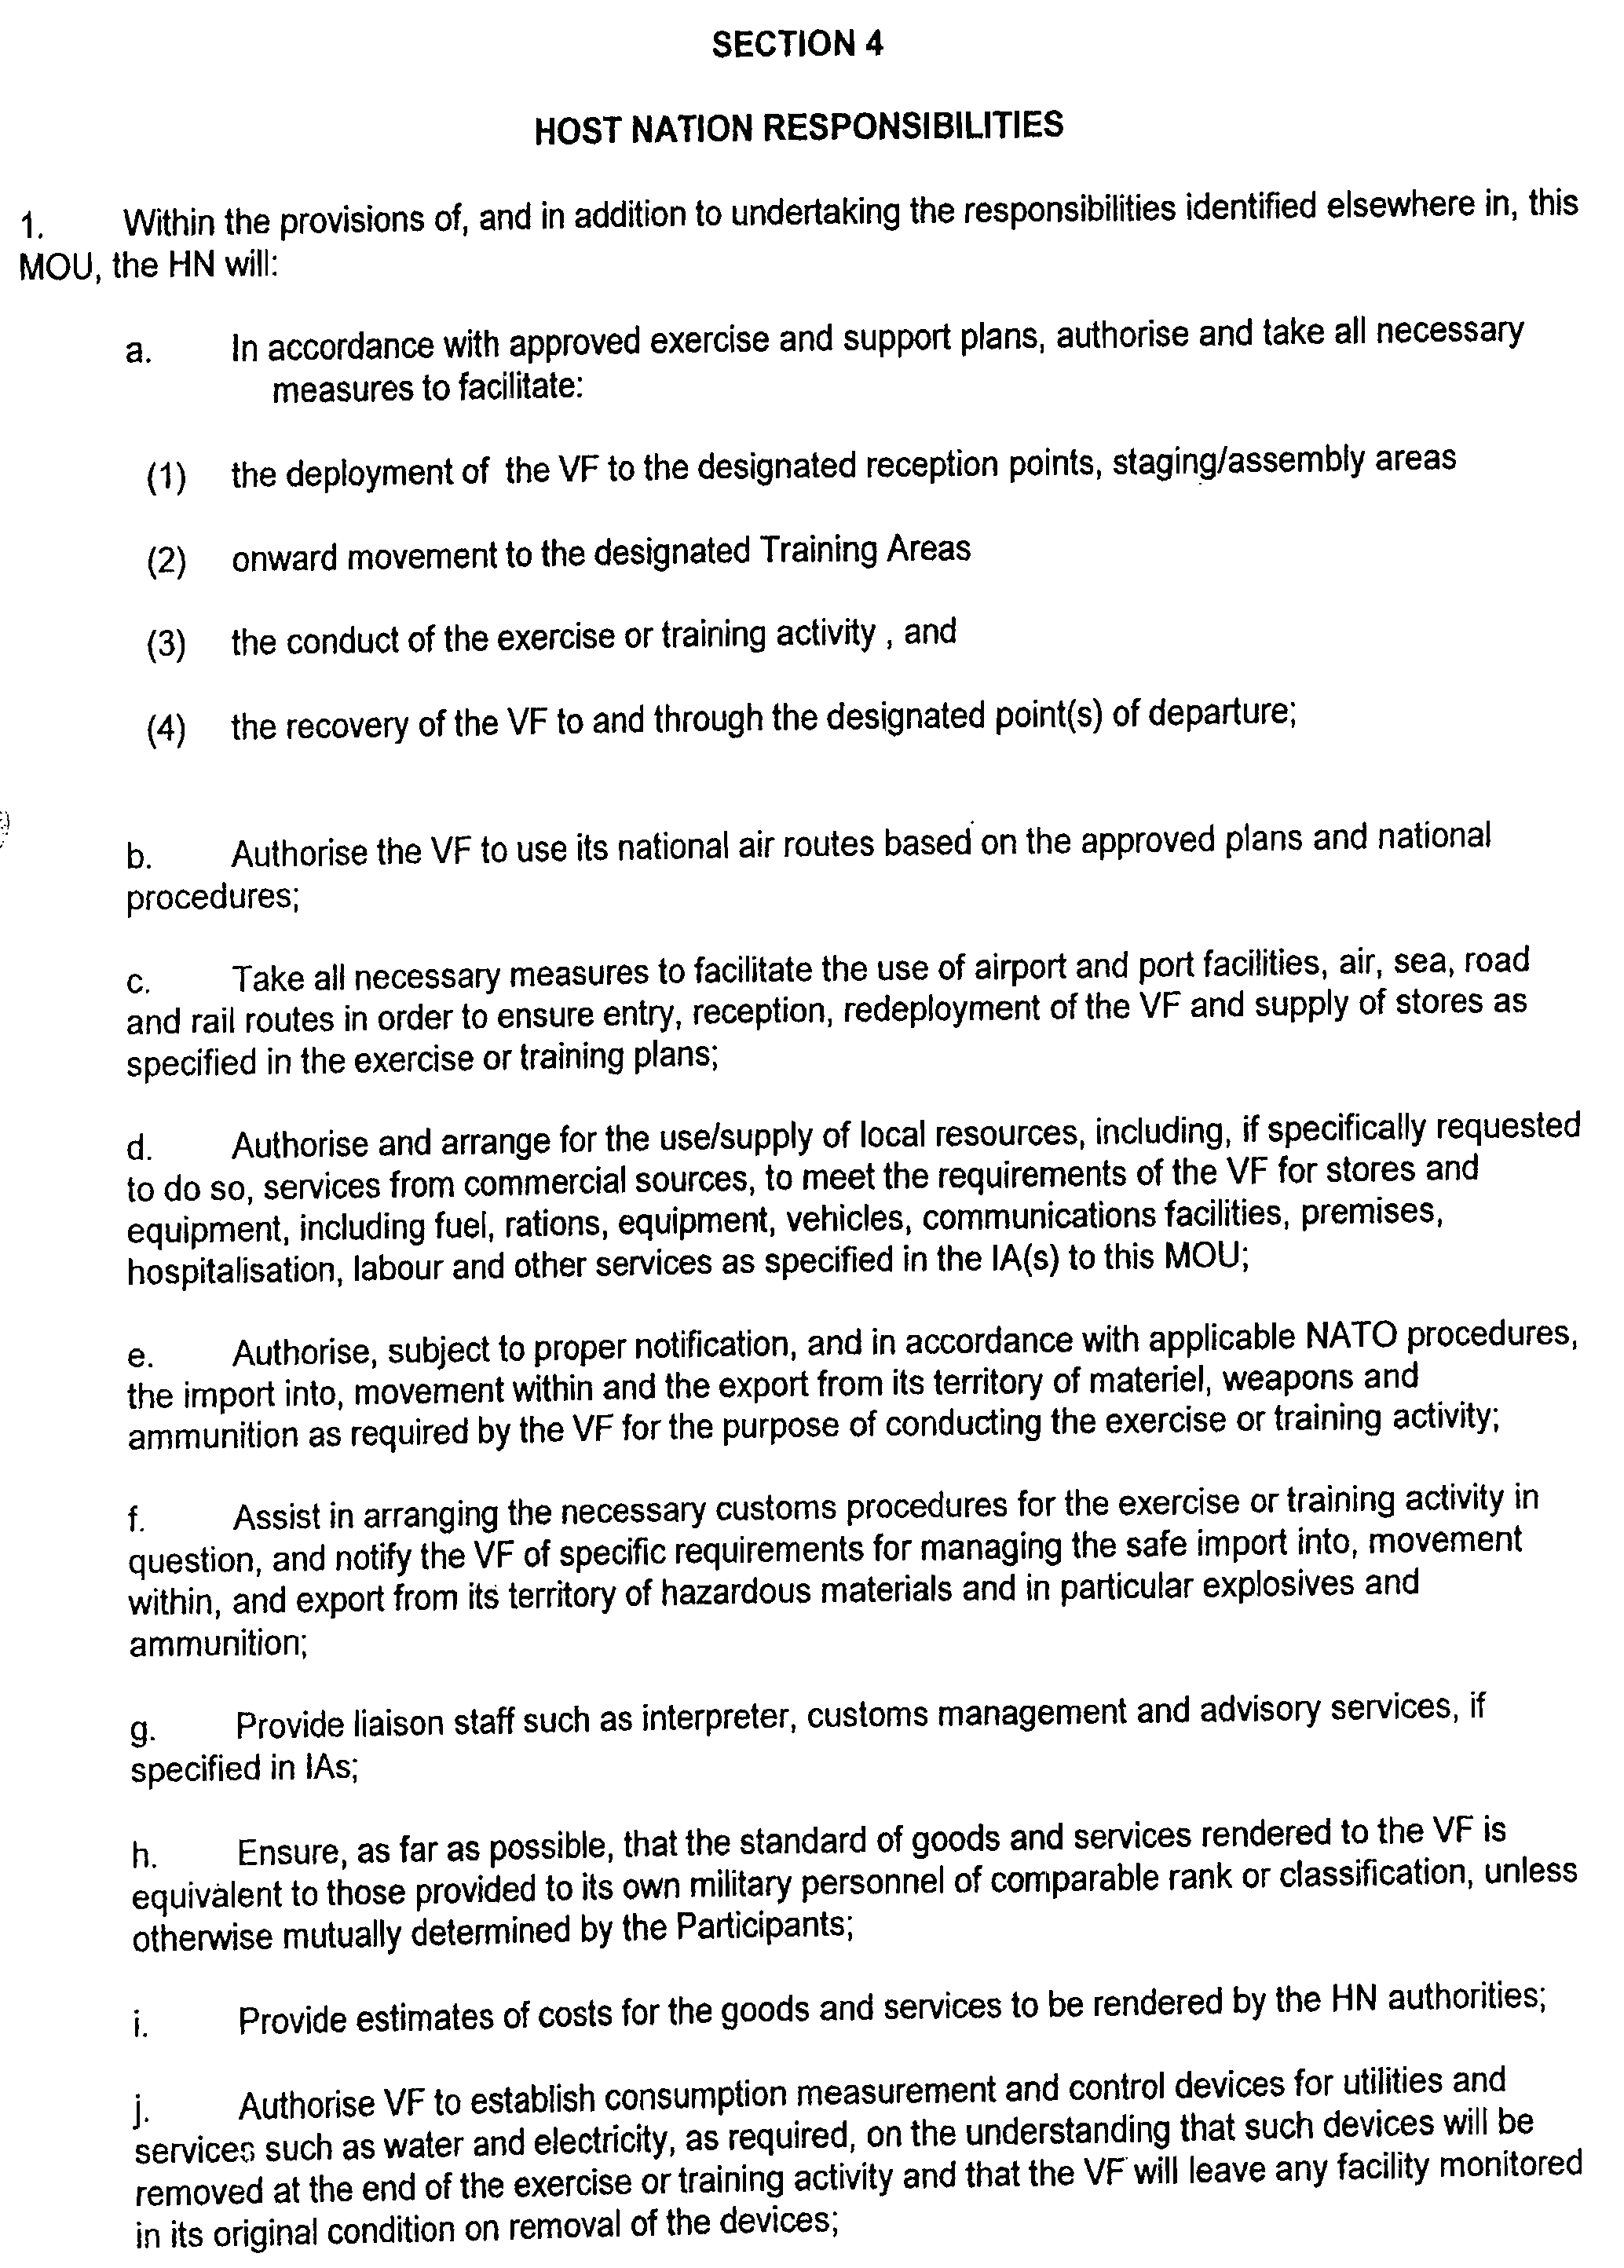 SECTION 4
HOST NATION RESPONSIBILITIES
1. Within the provisions of, and in addition to undertaking the responsibilities identified elsewhere in, this
MOU, the HN will:
a. In accordance with approved exercise and support plans, authorise and take all necessary
measures to facilitate:
(1) the deployment of the VF to the designated reception points, staging/assembly areas
(2) onward movement to the designated Training Areas
(3) the conduct of the exercise or training activity , and
(4) the recovery of the VF to and through the designated point(s) of departure;
b. Authorise the VF to use its national air routes based on the approved plans and national
procedures;
c. Take all necessary measures to facilitate the use of airport and port facilities, air, sea, road
and rail routes in order to ensure entry, reception, redeployment of the VF and supply of stores as
specified in the exercise or training plans;
d. Authorise and arrange for the use/supply of local resources, including, if specifically requested
to do so, services from commercial sources, to meet the requirements of the VF for stores and
equipment, including fuel, rations, equipment, vehicles, communications facilities, premises,
hospitalisation, labour and other services as specified in the IA(s) to this MOU;
e. Authorise, subject to proper notification, and in accordance with applicable NATO procedures,
the import into, movement within and the export from its territory of materiel, weapons and
ammunition as required by the VF for the purpose of conducting the exercise or training activity;
f. Assist in arranging the necessary customs procedures for the exercise or training activity in
question, and notify the VF of specific requirements for managing the safe import into, movement
within, and export from its territory of hazardous materials and in particular explosives and
ammunition;
g. Provide liaison staff such as interpreter, customs management and advisory services, if
specified in IAs;
h. Ensure, as far as possible, that the standard of goods and services rendered to the VF is
equivalent to those provided to its own military personnel of comparable rank or classification, unless
otherwise mutually determined by the Participants;
i. Provide estimates of costs for the goods and services to be rendered by the HN authorities;
j. Authorise VF to establish consumption measurement and control devices for utilities and
services such as water and electricity, as required, on the understanding that such devices will be
removed at the end of the exercise or training activity and that the VF will leave any facility monitored
in its original condition on removal of the devices;